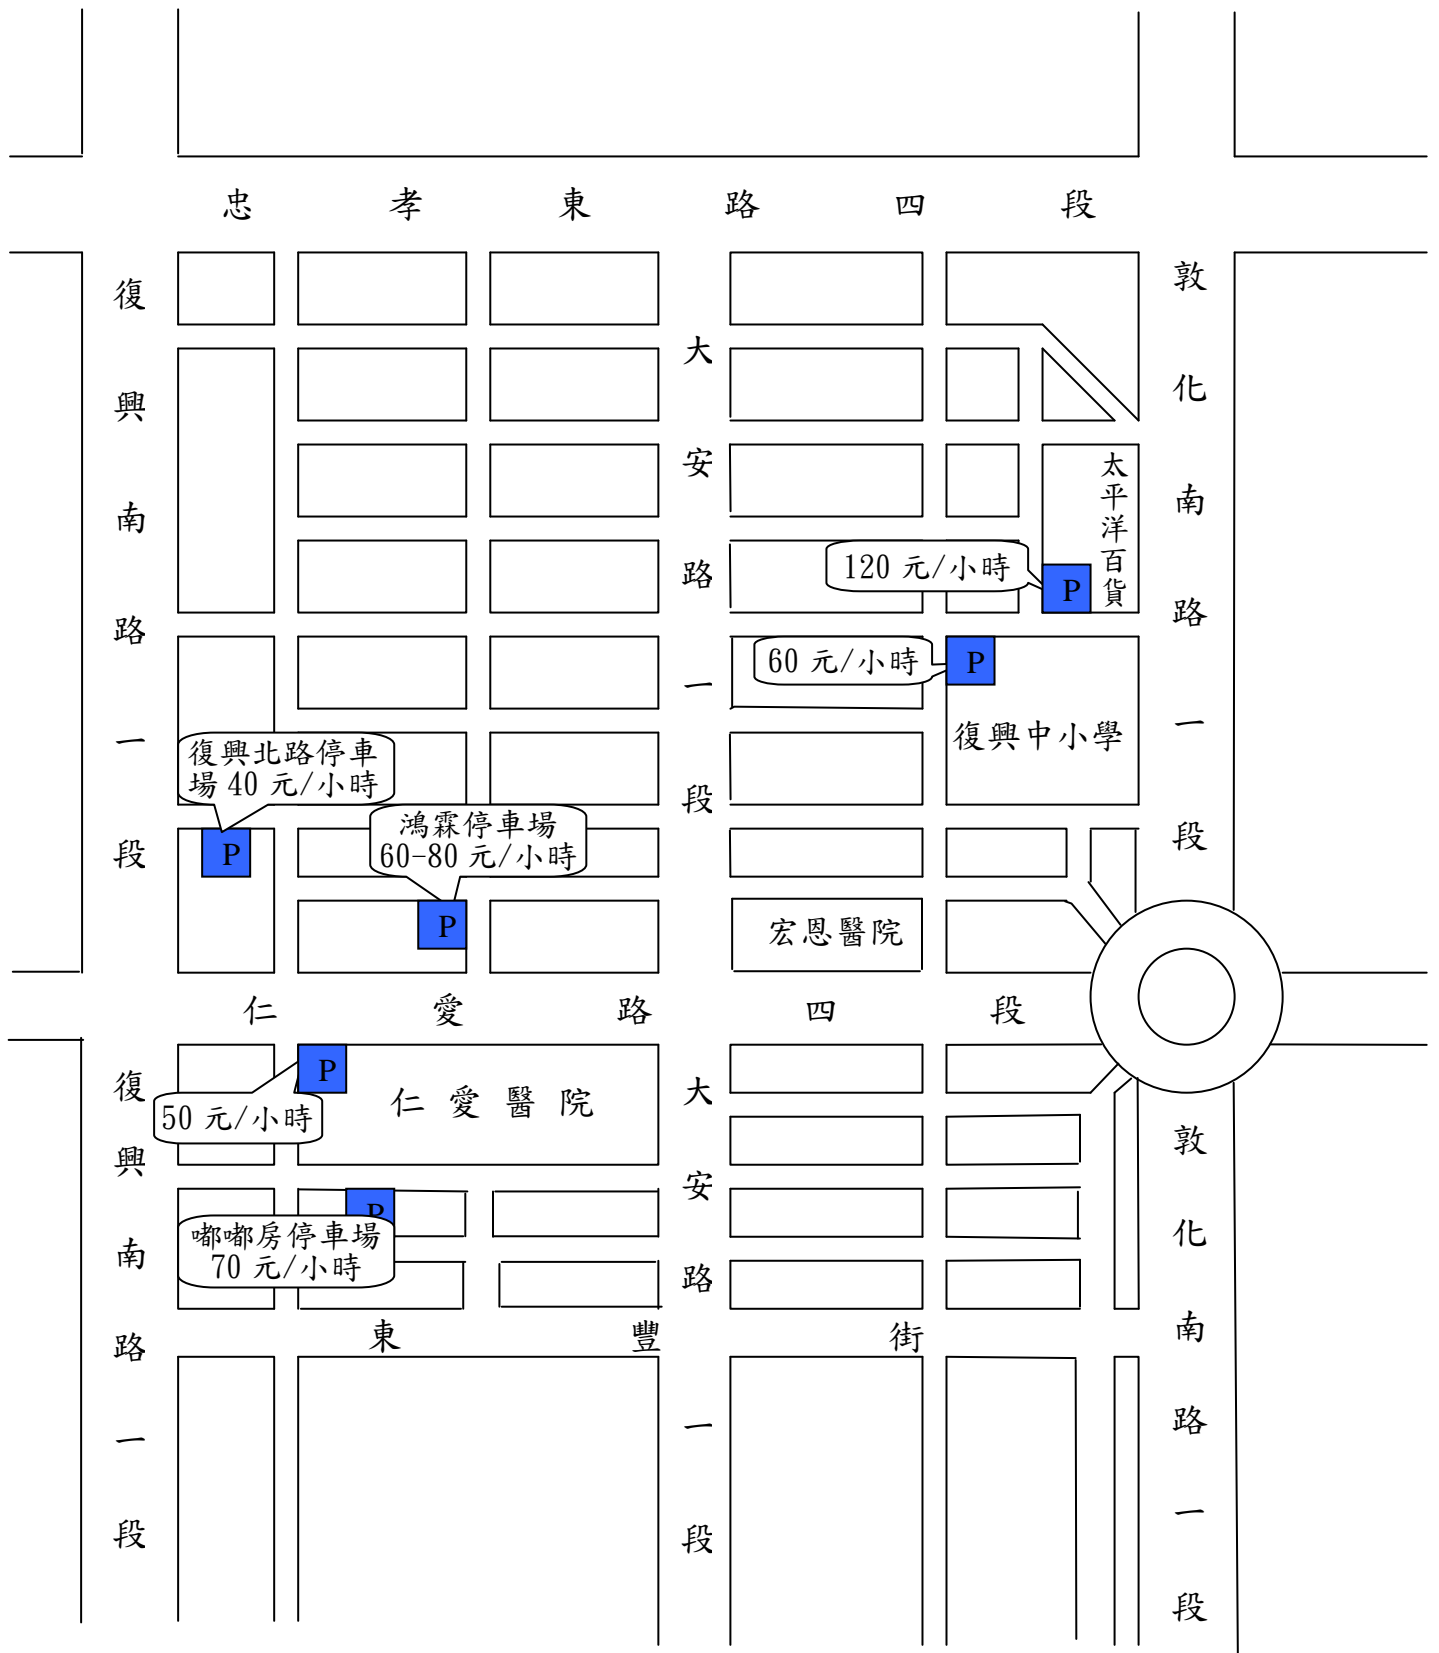 忠孝東路四段
復興南路一段
大安路一段
敦化南路一段
太平洋百貨
120 元/小時
P
60 元/小時
P
復興中小學
復興北路停車
場 40 元/小時
P
鴻霖停車場
60-80 元/小時
P
宏恩醫院
仁愛路四段
復興南路一段
P
50 元/小時
仁愛醫院
大安路一段
敦化南路一段
P
嘟嘟房停車場
70 元/小時
東豐街